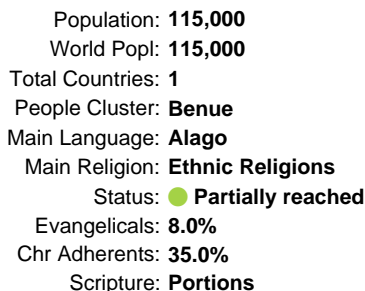 Population: 115,000
World Popl: 115,000
Total Countries: 1
People Cluster: Benue
Main Language: Alago
Main Religion: Ethnic Religions
Status: Partially reached
Evangelicals: 8.0%
Chr Adherents: 35.0%
Scripture: Portions